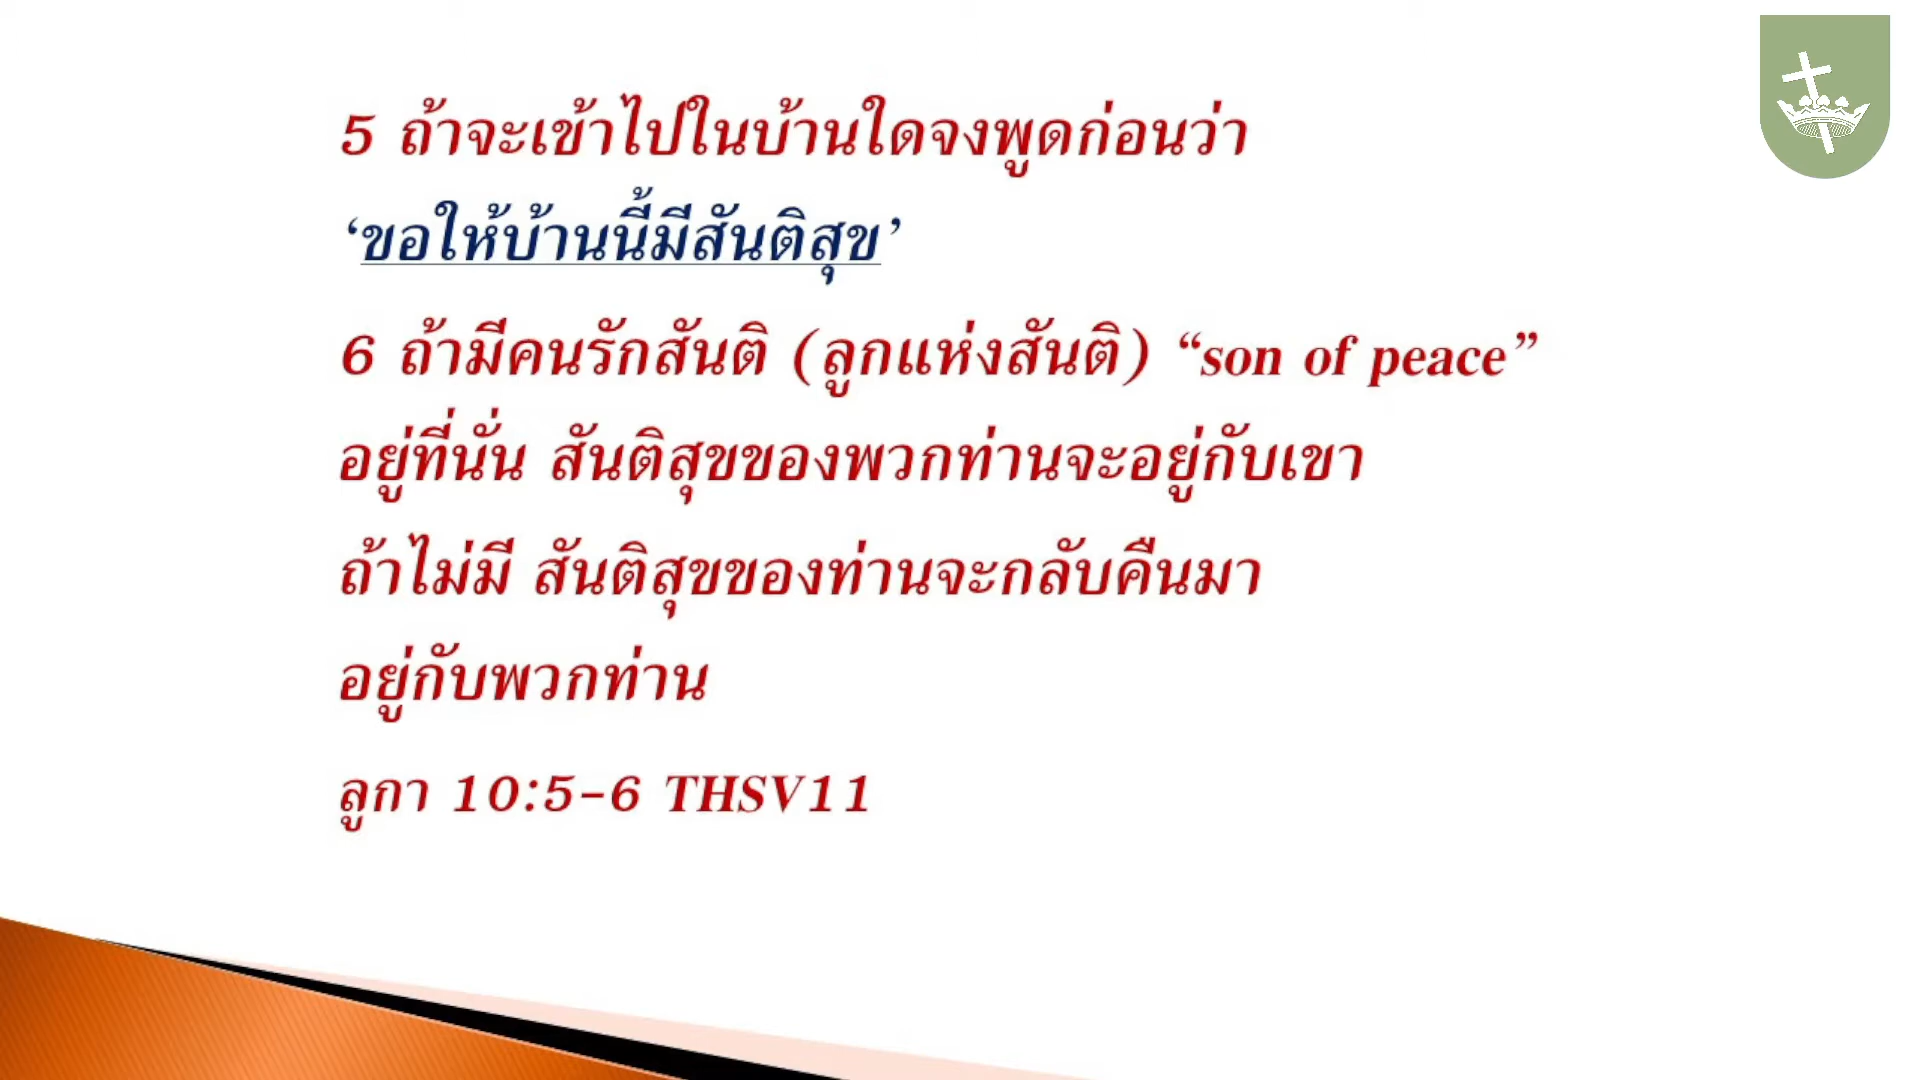 5 ถ้าจะเข้าไปในบ้านใดจงพูดก่อนว่า
‘ขอให้บ้านนี้มีสันติสุข’
6 ถ้ามีคนรักสันติ (ลูกแห่งสันติ) “son of peace”
อยู่ที่นั่น สันติสุขของพวกท่านจะอยู่กับเขา
ถ้าไม่มี สันติสุขของท่านจะกลับคืนมา
อยู่กับพวกท่าน
ลูกา 10:5-6 THSV11